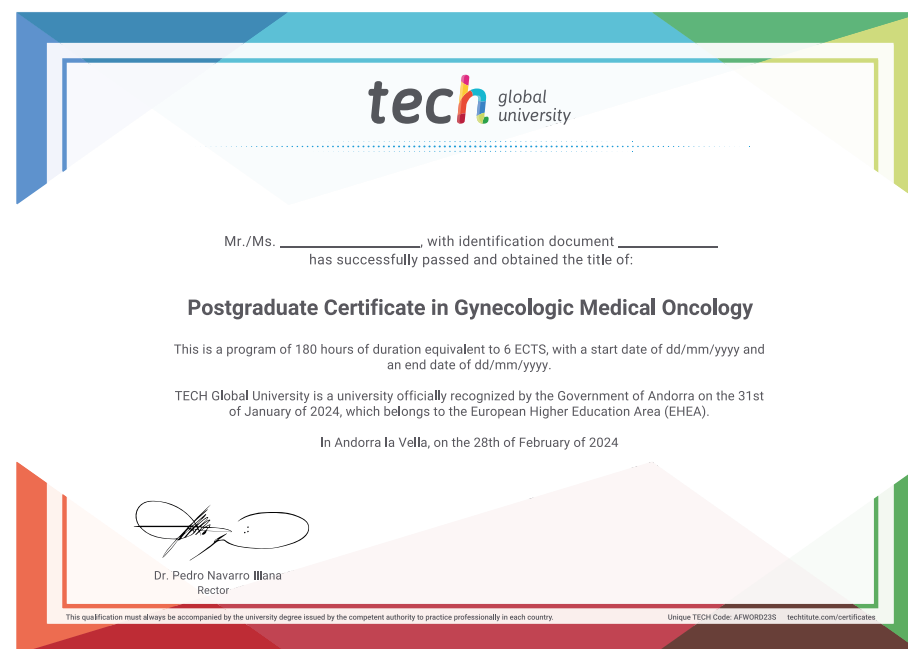 tech global university
Mr./Ms. ____________________, with identification document ______________
has successfully passed and obtained the title of:
Postgraduate Certificate in Gynecologic Medical Oncology
This is a program of 180 hours of duration equivalent to 6 ECTS, with a start date of dd/mm/yyyy and
an end date of dd/mm/yyyy.
TECH Global University is a university officially recognized by the Government of Andorra on the 31st
of January of 2024, which belongs to the European Higher Education Area (EHEA).
In Andorra la Vella, on the 28th of February of 2024
Dr. Pedro Navarro Illana
Rector
This qualification must always be accompanied by the university degree issued by the competent authority to practice professionally in each country.
Unique TECH Code: AFWORD23S techtitute.com/certificates